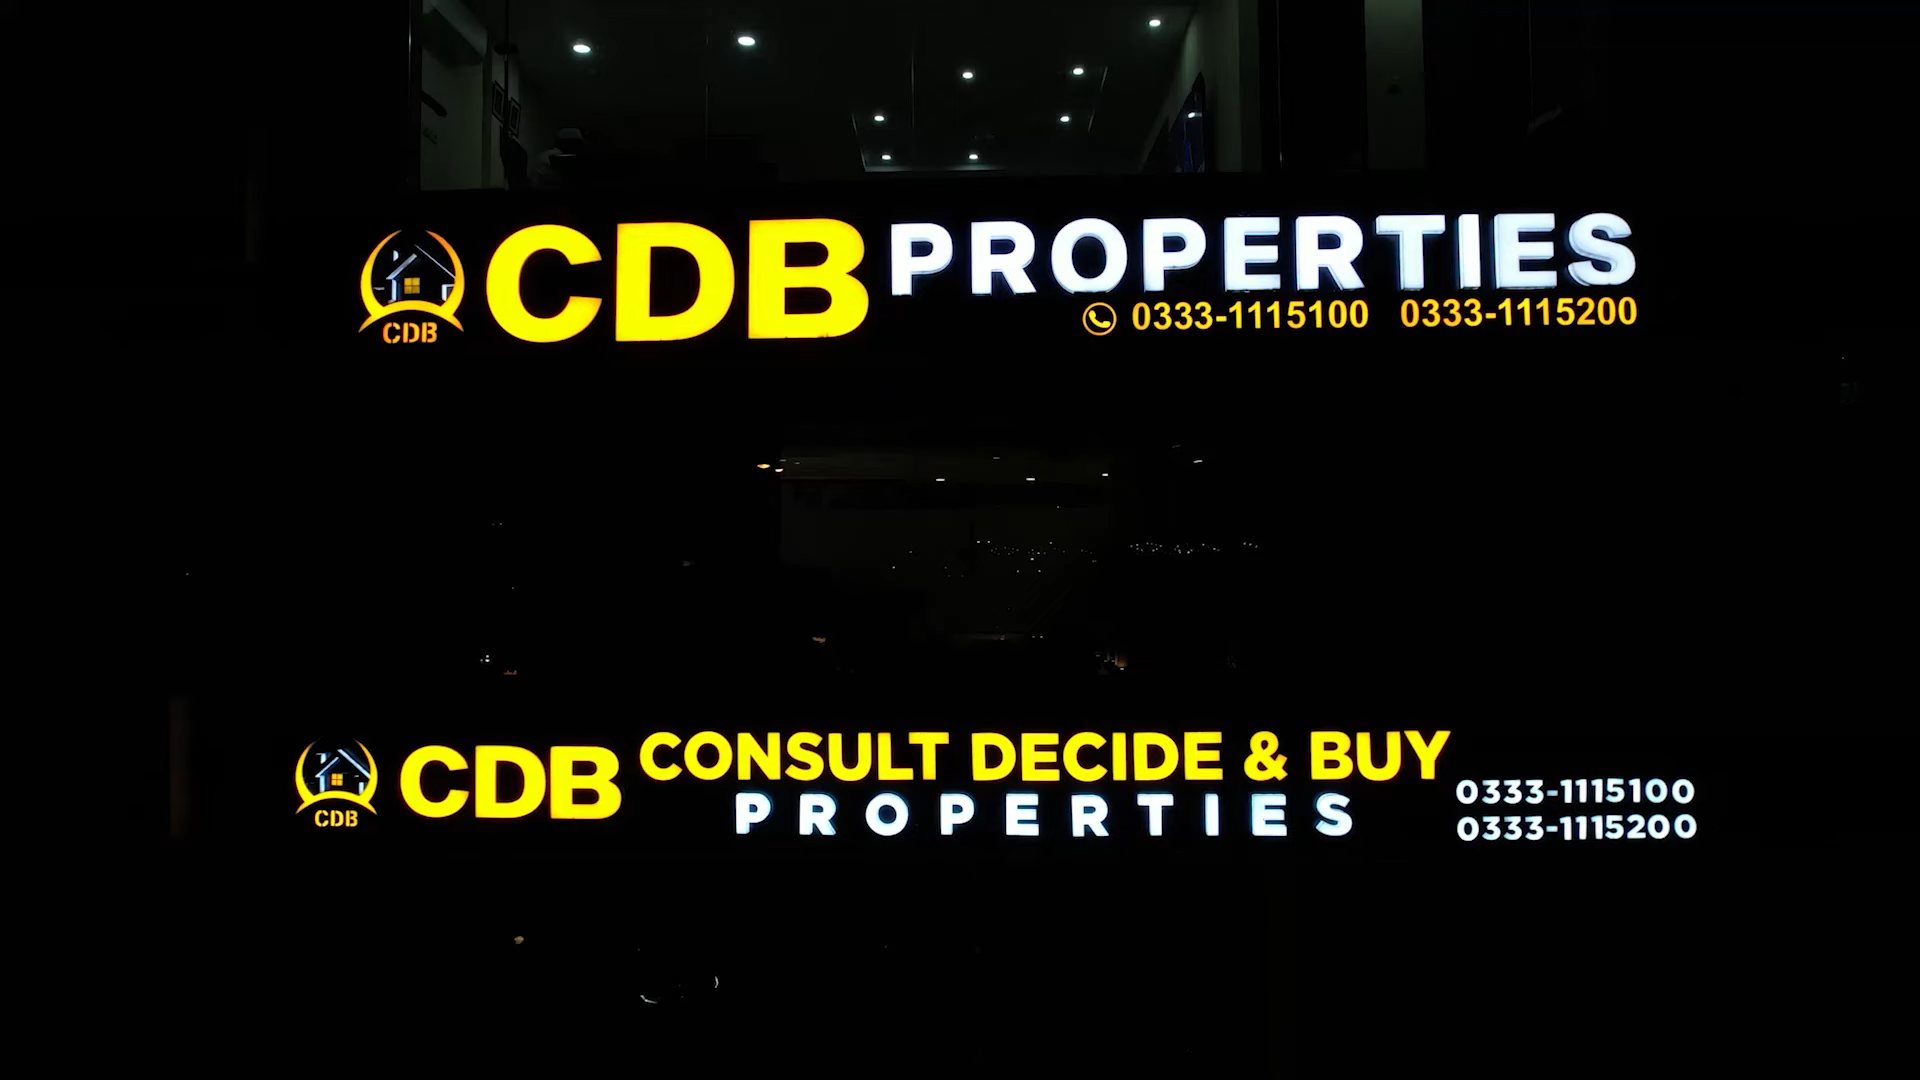 CDB PROPERTIES
CDB
0333-1115100 0333-1115200
CDB CONSULT DECIDE & BUY
PROPERTIES
CDB
0333-1115100
0333-1115200